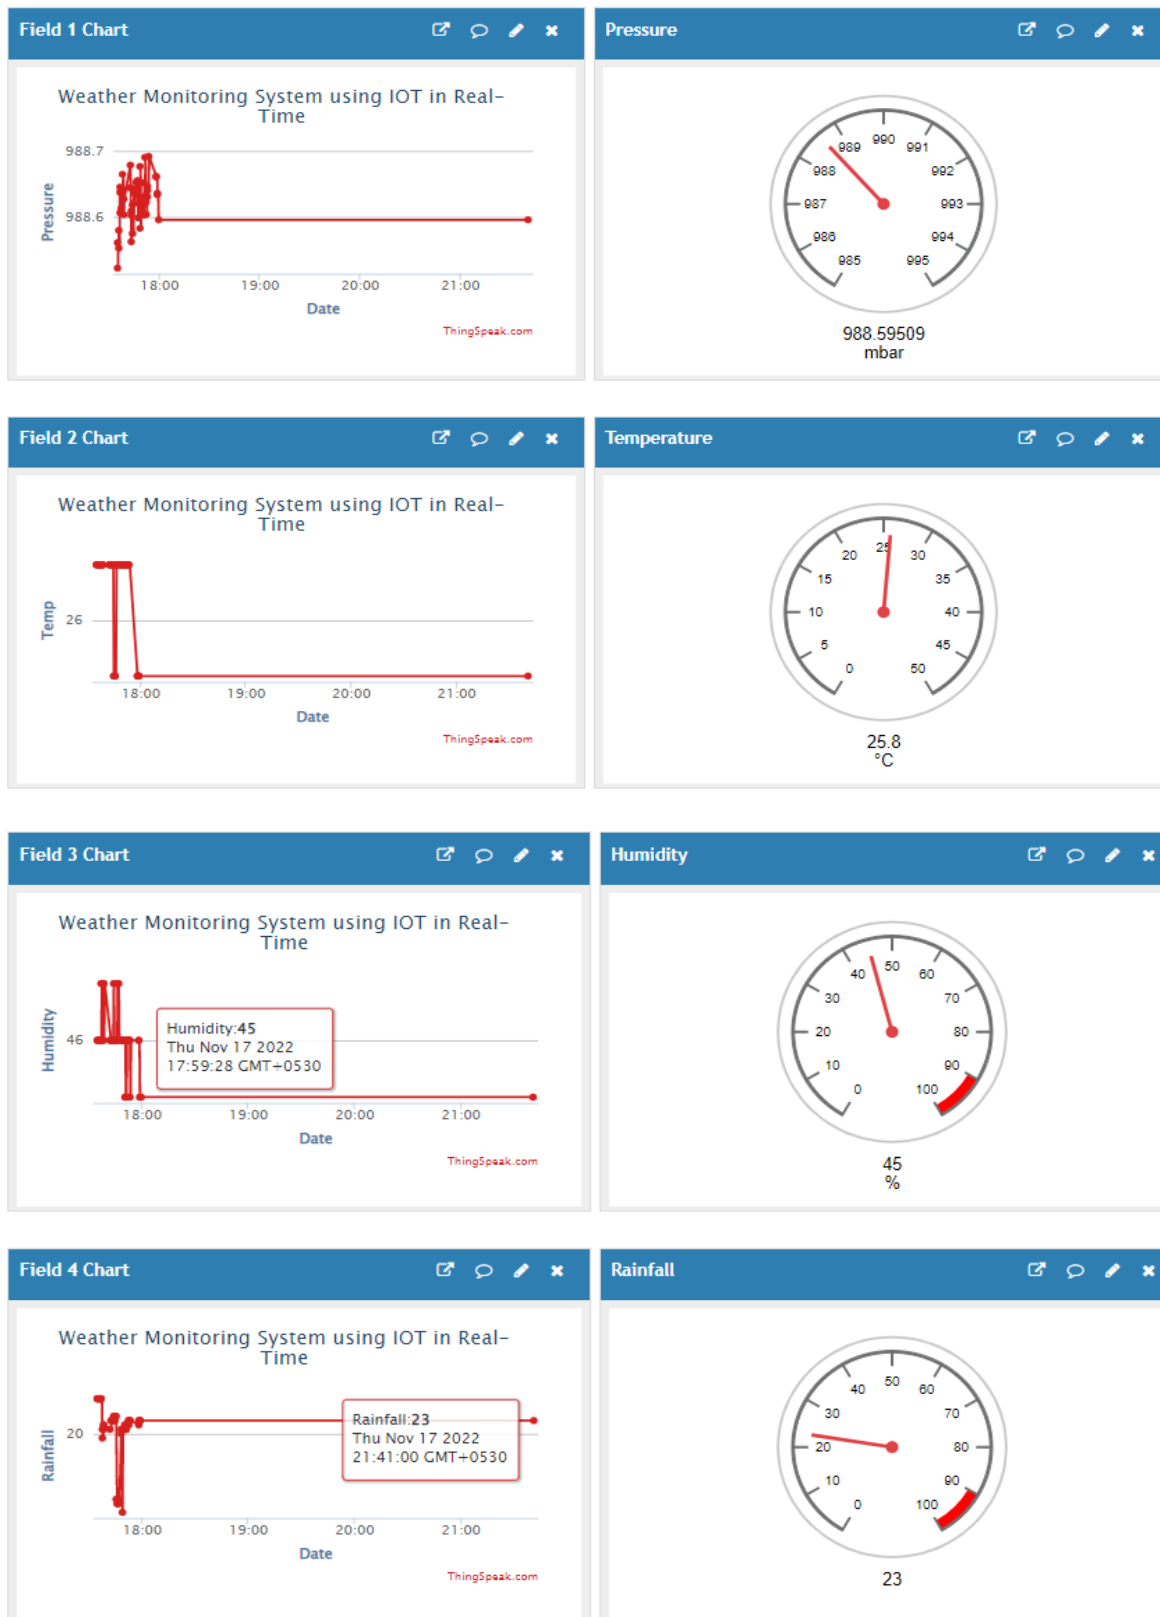 Field 1 Chart
Weather Monitoring System using IOT in Real-
Time
988.7
988.6
Pressure
18:00 19:00 20:00 21:00
Date
ThingSpeak.com
Pressure
985 986 987 988 989 990 991 992 993 994 995
988.59509
mbar
Field 2 Chart
Weather Monitoring System using IOT in Real-
Time
26
Temp
18:00 19:00 20:00 21:00
Date
ThingSpeak.com
Temperature
0 5 10 15 20 25 30 35 40 45 50
25.8
°C
Field 3 Chart
Weather Monitoring System using IOT in Real-
Time
46
Humidity
Humidity:45
Thu Nov 17 2022
17:59:28 GMT+0530
18:00 19:00 20:00 21:00
Date
ThingSpeak.com
Humidity
0 10 20 30 40 50 60 70 80 90 100
45
%
Field 4 Chart
Weather Monitoring System using IOT in Real-
Time
20
Rainfall
Rainfall:23
Thu Nov 17 2022
21:41:00 GMT+0530
18:00 19:00 20:00 21:00
Date
ThingSpeak.com
Rainfall
0 10 20 30 40 50 60 70 80 90 100
23